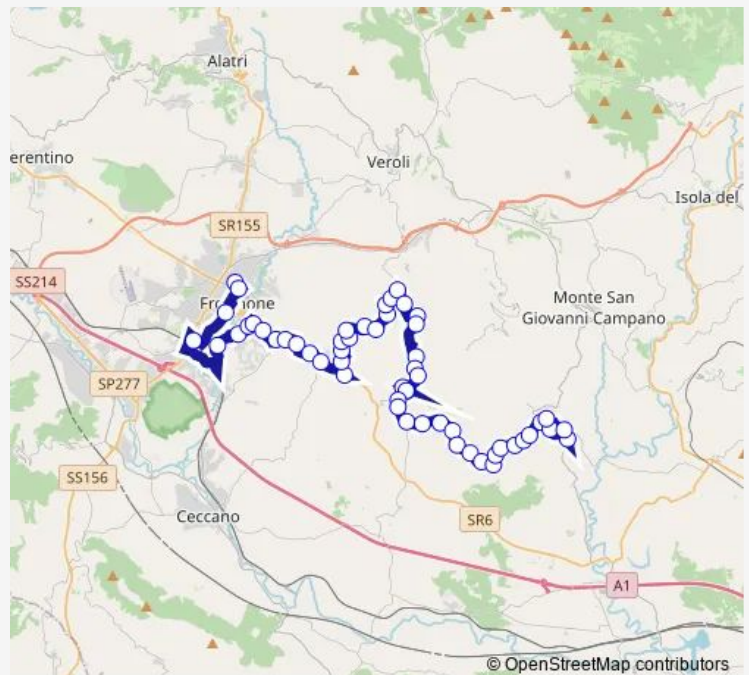 Alatri
erentino
Veroli
Isola del
SR155
SS214
Monte San
Giovanni Campano
SP277
SS156
SR6
Ceccano
A1
© OpenStreetMap contributors